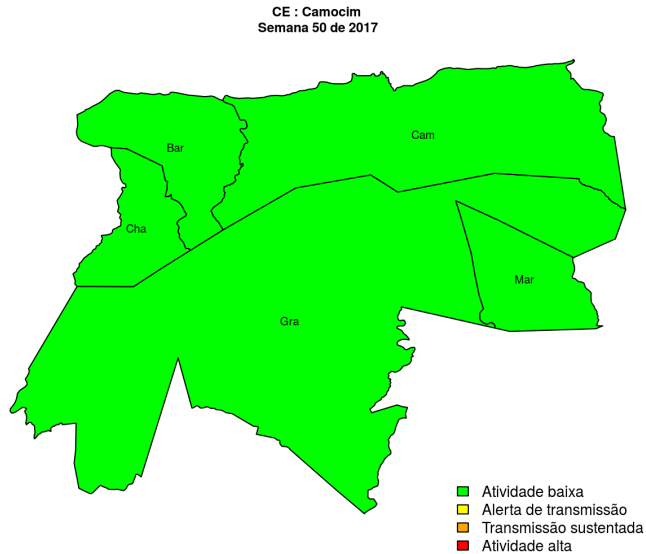 CE : Camocim
Semana 50 de 2017
Cam
Bar
Cha
Mar
Gra
Atividade baixa
Alerta de transmissão
Transmissão sustentada
Atividade alta